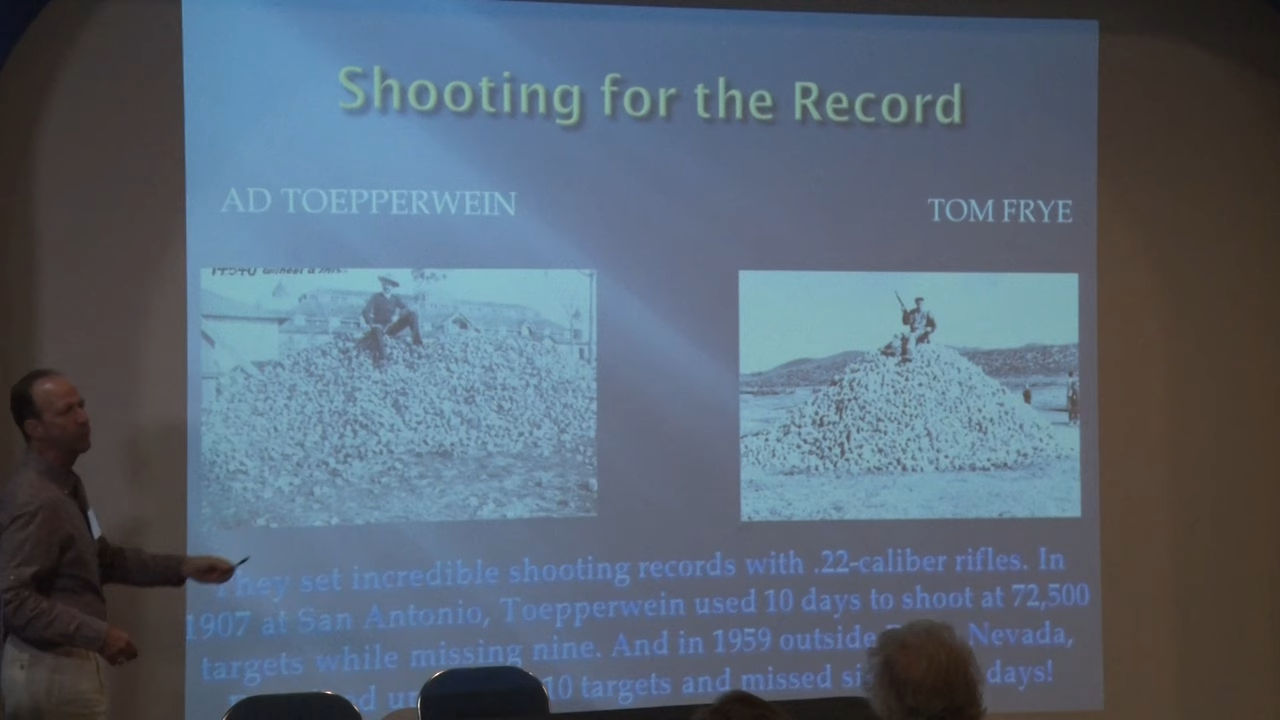 Shooting for the Record
AD TOEPPERWEIN
TOM FRYE
They set incredible shooting records with .22-caliber rifles. In
1907 at San Antonio, Toepperwein used 10 days to shoot at 72,500
targets while missing nine. And in 1959 outside Nevada,
10 targets and missed days!